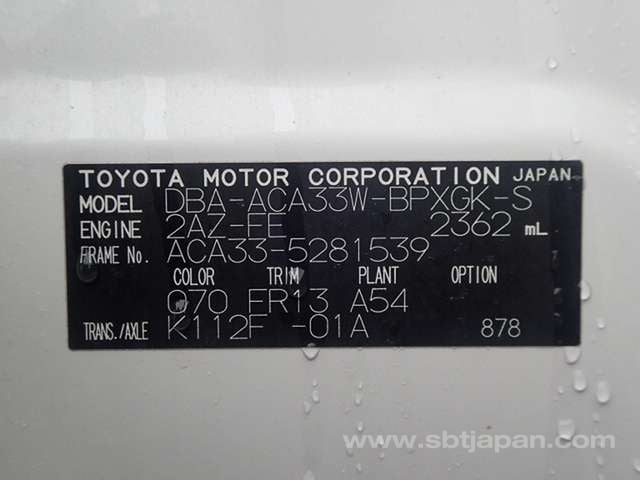 TOYOTA MOTOR CORPORATION JAPAN
MODEL DBA-ACA33W-BPXGK-S
ENGINE 2AZ-FE 2362 mL
FRAME No. ACA33-5281539
COLOR TRIM PLANT OPTION
070 FR13 A54
TRANS./AXLE K112F -01A 878
www.sbtjapan.com